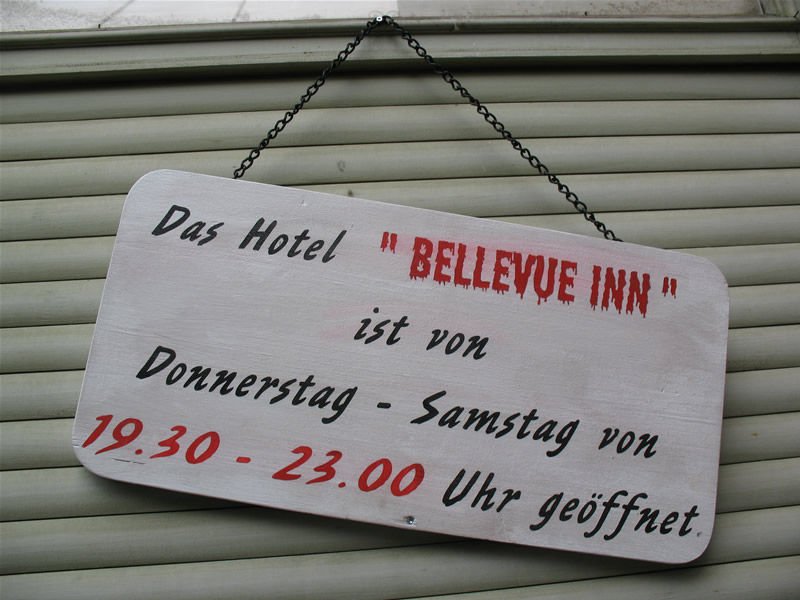 Das Hotel " BELLEVUE INN "
ist von
Donnerstag - Samstag von
19.30 - 23.00 Uhr geöffnet.